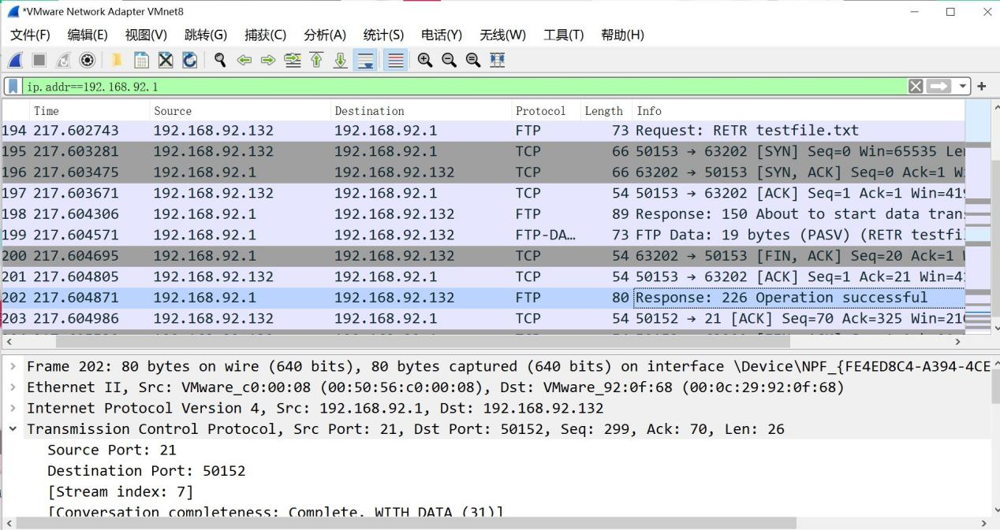 *VMware Network Adapter VMnet8
文件(F) 编辑(E) 视图(V) 跳转(G) 捕获(C) 分析(A) 统计(S) 电话(Y) 无线(W) 工具(T) 帮助(H)
ip.addr==192.168.92.1
Time Source Destination Protocol Length Info
194 217.602743 192.168.92.132 192.168.92.1 FTP 73 Request: RETR testfile.txt
195 217.603281 192.168.92.132 192.168.92.1 TCP 66 50153 → 63202 [SYN] Seq=0 Win=65535 Le
196 217.603475 192.168.92.1 192.168.92.132 TCP 66 63202 → 50153 [SYN, ACK] Seq=0 Ack=1 W
197 217.603671 192.168.92.132 192.168.92.1 TCP 54 50153 → 63202 [ACK] Seq=1 Ack=1 Win=419
198 217.604306 192.168.92.1 192.168.92.132 FTP 89 Response: 150 About to start data tran
199 217.604571 192.168.92.1 192.168.92.132 FTP-DA… 73 FTP Data: 19 bytes (PASV) (RETR testfi
200 217.604695 192.168.92.1 192.168.92.132 TCP 54 63202 → 50153 [FIN, ACK] Seq=20 Ack=1
201 217.604805 192.168.92.132 192.168.92.1 TCP 54 50153 → 63202 [ACK] Seq=1 Ack=21 Win=4
202 217.604871 192.168.92.1 192.168.92.132 FTP 80 Response: 226 Operation successful
203 217.604986 192.168.92.132 192.168.92.1 TCP 54 50152 → 21 [ACK] Seq=70 Ack=325 Win=210
Frame 202: 80 bytes on wire (640 bits), 80 bytes captured (640 bits) on interface \Device\NPF_{FE4ED8C4-A394-4CE
Ethernet II, Src: VMware_c0:00:08 (00:50:56:c0:00:08), Dst: VMware_92:0f:68 (00:0c:29:92:0f:68)
Internet Protocol Version 4, Src: 192.168.92.1, Dst: 192.168.92.132
Transmission Control Protocol, Src Port: 21, Dst Port: 50152, Seq: 299, Ack: 70, Len: 26
Source Port: 21
Destination Port: 50152
[Stream index: 7]
[Conversation completeness: Complete, WITH_DATA (31)]